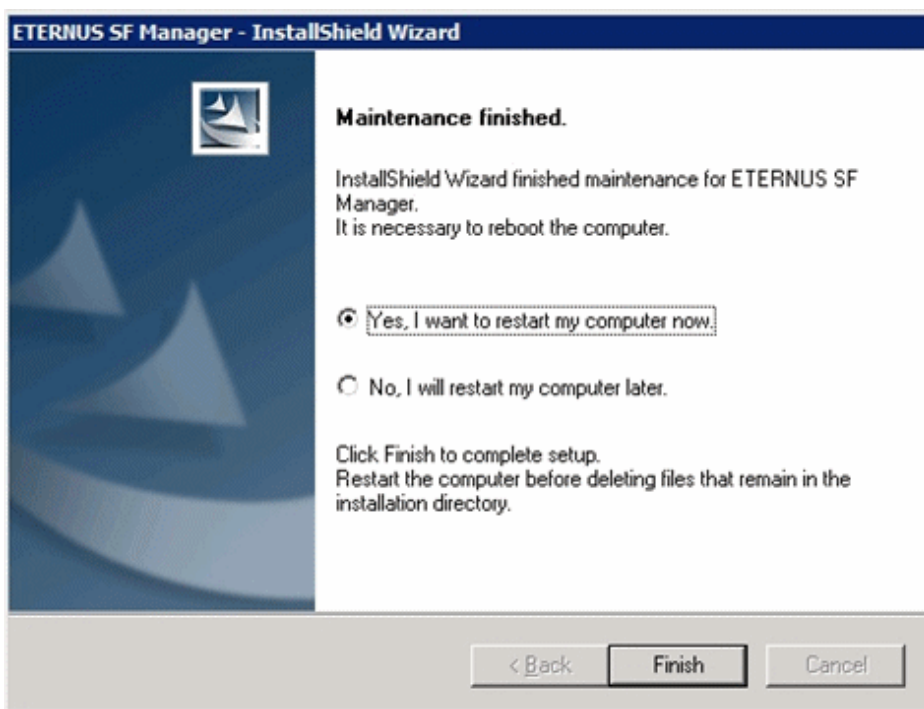 ETERNUS SF Manager - InstallShield Wizard
Maintenance finished.
InstallShield Wizard finished maintenance for ETERNUS SF
Manager.
It is necessary to reboot the computer.
Yes, I want to restart my computer now.
No, I will restart my computer later.
Click Finish to complete setup.
Restart the computer before deleting files that remain in the
installation directory.
< Back
Finish
Cancel